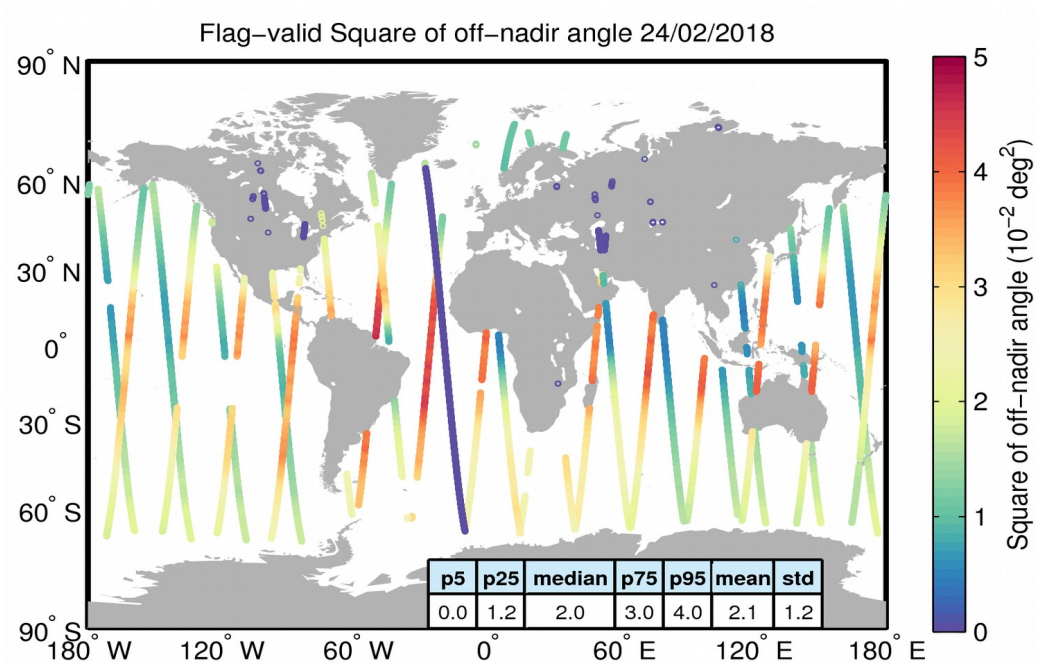 Flag−valid Square of off−nadir angle 24/02/2018
90° N
60° N
30° N
0°
30° S
60° S
90° S
180° W
120° W
60° W
0°
60° E
120° E
180° E
p5 p25 median p75 p95 mean std
0.0 1.2 2.0 3.0 4.0 2.1 1.2
5
4
3
2
1
0
Square of off−nadir angle (10⁻² deg²)